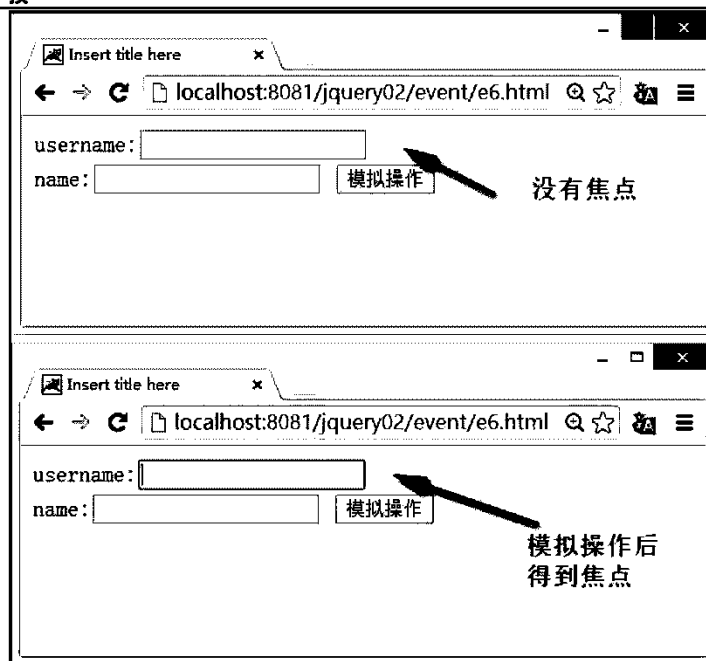 Insert title here
localhost:8081/jquery02/event/e6.html
username:
name: 模拟操作
没有焦点
Insert title here
localhost:8081/jquery02/event/e6.html
username:
name: 模拟操作
模拟操作后
得到焦点